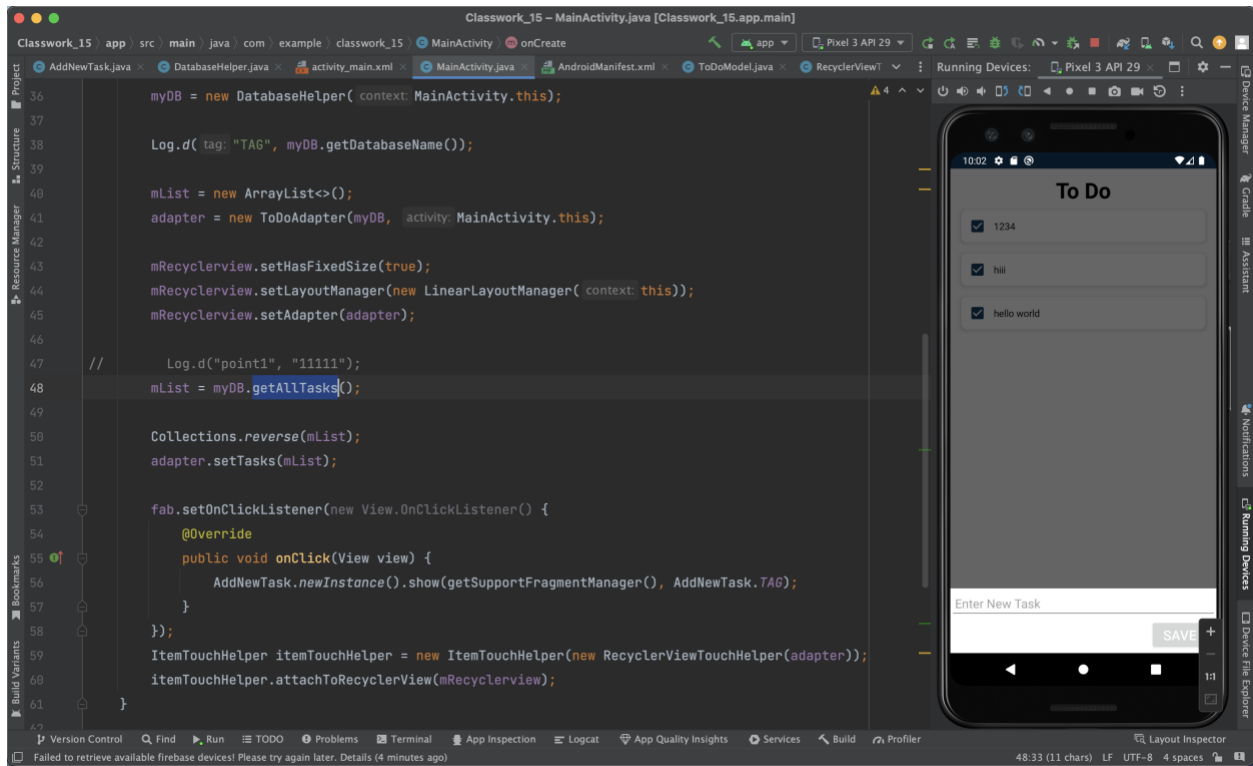 Classwork_15 – MainActivity.java [Classwork_15.app.main]
Classwork_15 app src main java com example classwork_15 MainActivity onCreate
app Pixel 3 API 29
AddNewTask.java DatabaseHelper.java activity_main.xml MainActivity.java AndroidManifest.xml ToDoModel.java RecyclerViewT
Running Devices: Pixel 3 API 29
Project
Structure
Resource Manager
Bookmarks
Build Variants
4
36 myDB = new DatabaseHelper( context: MainActivity.this);
37
38 Log.d( tag: "TAG", myDB.getDatabaseName());
39
40 mList = new ArrayList<>();
41 adapter = new ToDoAdapter(myDB, activity: MainActivity.this);
42
43 mRecyclerview.setHasFixedSize(true);
44 mRecyclerview.setLayoutManager(new LinearLayoutManager( context: this));
45 mRecyclerview.setAdapter(adapter);
46
47 // Log.d("point1", "11111");
48 mList = myDB.getAllTasks();
49
50 Collections.reverse(mList);
51 adapter.setTasks(mList);
52
53 fab.setOnClickListener(new View.OnClickListener() {
54 @Override
55 public void onClick(View view) {
56 AddNewTask.newInstance().show(getSupportFragmentManager(), AddNewTask.TAG);
57 }
58 });
59 ItemTouchHelper itemTouchHelper = new ItemTouchHelper(new RecyclerViewTouchHelper(adapter));
60 itemTouchHelper.attachToRecyclerView(mRecyclerview);
61 }
62
10:02
To Do
1234
hiii
hello world
Enter New Task
SAVE
1:1
Device Manager
Gradle
Assistant
Notifications
Running Devices
Device File Explorer
Version Control Find Run TODO Problems Terminal App Inspection Logcat App Quality Insights Services Build Profiler Layout Inspector
Failed to retrieve available firebase devices! Please try again later. Details (4 minutes ago) 48:33 (11 chars) LF UTF-8 4 spaces